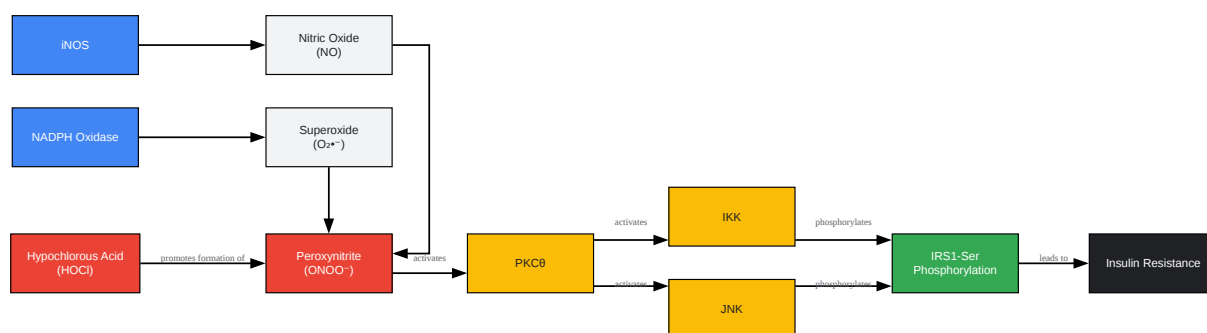 iNOS
Nitric Oxide
(NO)
NADPH Oxidase
Superoxide
(O₂•⁻)
Hypochlorous Acid
(HOCl)
promotes formation of
Peroxynitrite
(ONOO⁻)
activates
PKCθ
activates
IKK
phosphorylates
activates
JNK
phosphorylates
IRS1-Ser
Phosphorylation
leads to
Insulin Resistance